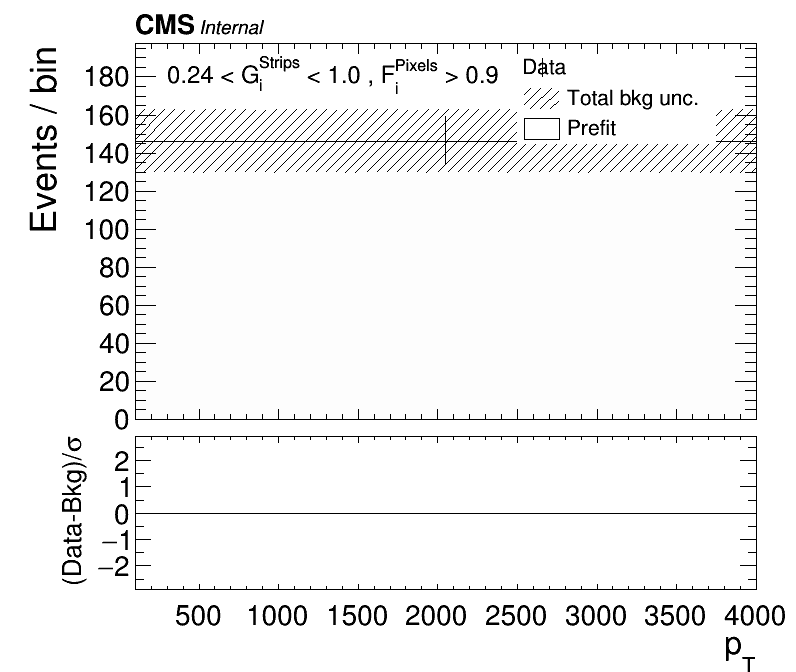 CMS Internal
Events / bin
0.24 < G_i^Strips < 1.0 , F_i^Pixels > 0.9
Data
Total bkg unc.
Prefit
180
160
140
120
100
80
60
40
20
0
(Data-Bkg)/σ
2
1
0
−1
−2
500 1000 1500 2000 2500 3000 3500 4000
p_T